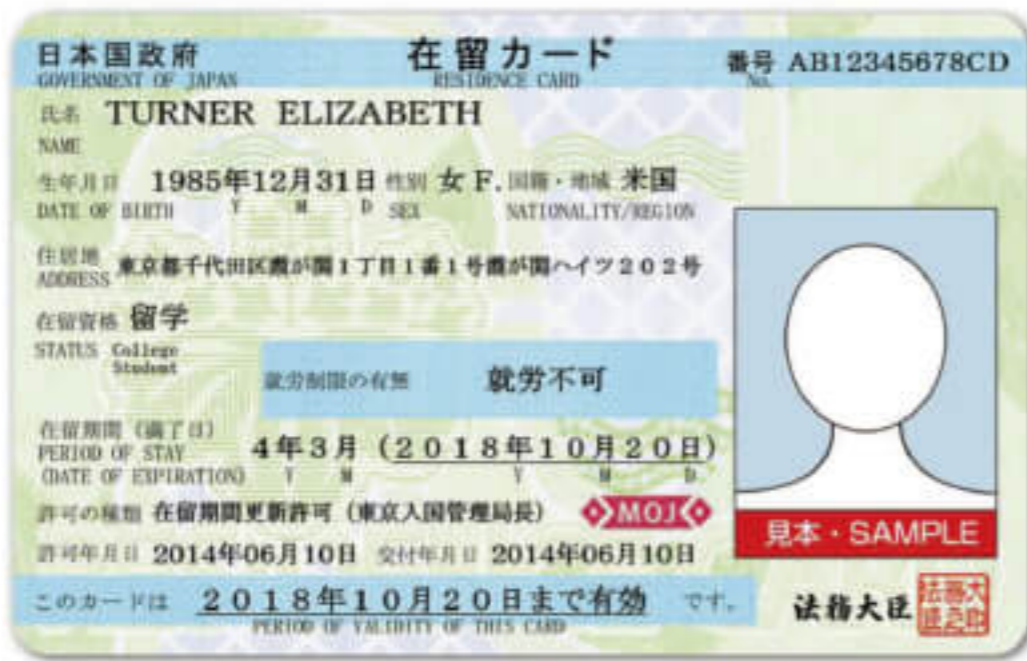 日本国政府 在留カード 番号 AB12345678CD
GOVERNMENT OF JAPAN RESIDENCE CARD No.
氏名 TURNER ELIZABETH
NAME
生年月日 1985年12月31日 性別 女 F. 国籍・地域 米国
DATE OF BIRTH Y M D SEX NATIONALITY/REGION
住居地 東京都千代田区霞が関1丁目1番1号霞が関ハイツ202号
ADDRESS
在留資格 留学
STATUS College
Student
就労制限の有無 就労不可
在留期間(満了日)
PERIOD OF STAY 4年3月(2018年10月20日)
(DATE OF EXPIRATION) Y M Y M D
許可の種類 在留期間更新許可(東京入国管理局長) MOJ
見本・SAMPLE
許可年月日 2014年06月10日 交付年月日 2014年06月10日
このカードは 2018年10月20日まで有効 です。 法務大臣
PERIOD OF VALIDITY OF THIS CARD